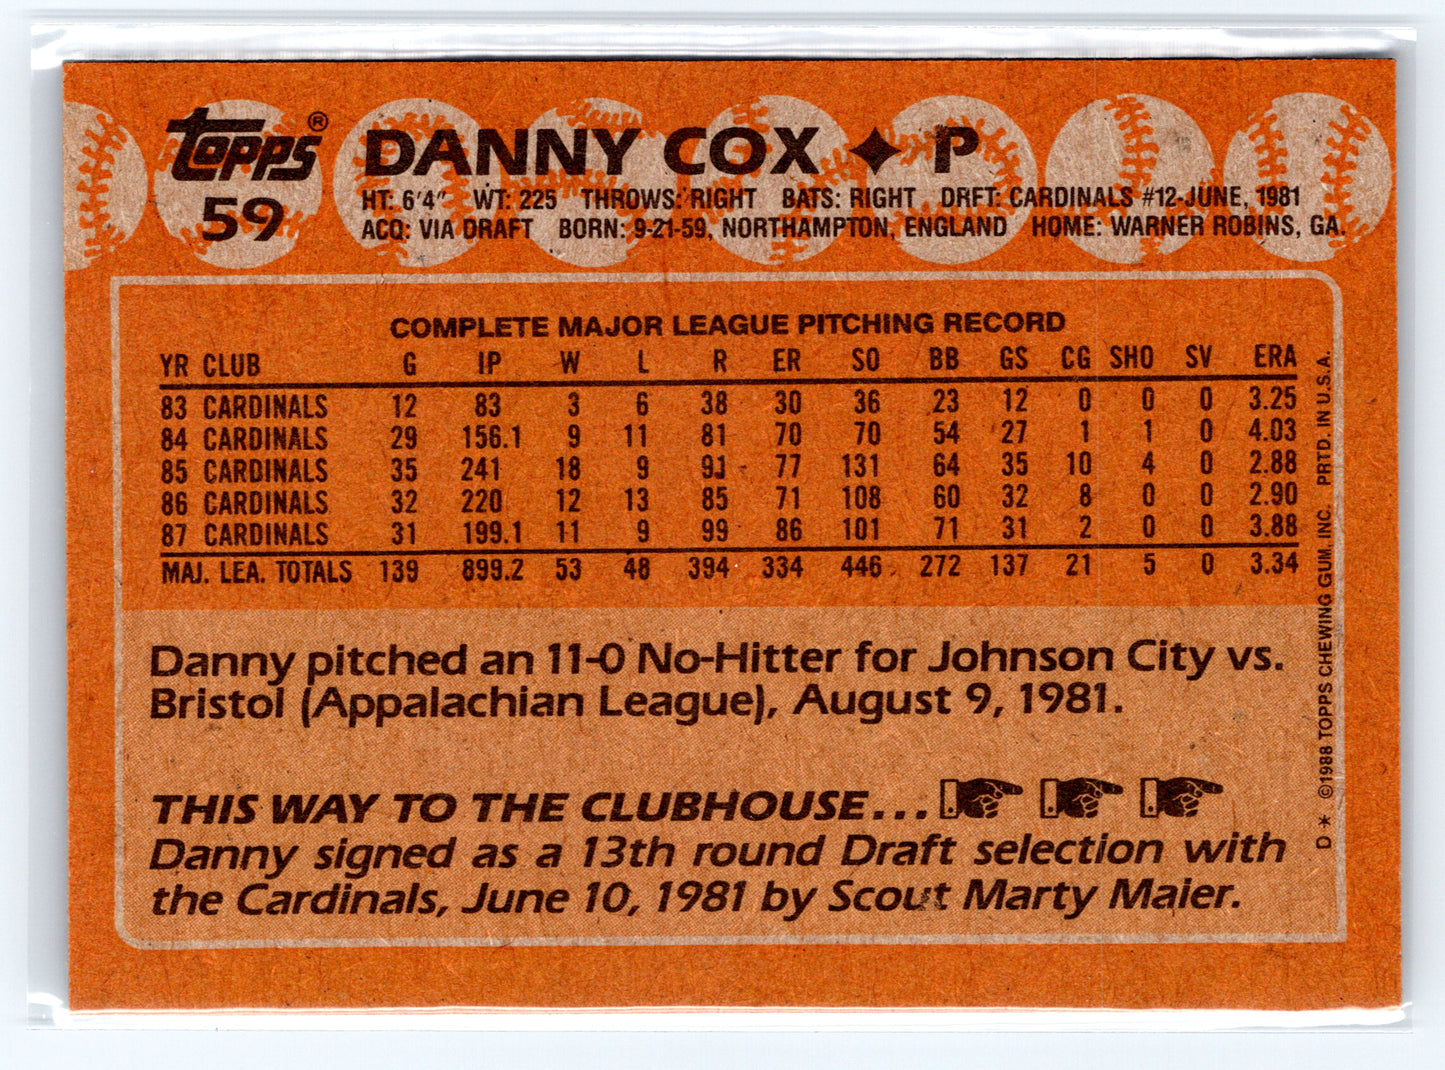 topps®
59
DANNY COX ✦ P
HT: 6'4" WT: 225 THROWS: RIGHT BATS: RIGHT DRFT: CARDINALS #12-JUNE, 1981
ACQ: VIA DRAFT BORN: 9-21-59, NORTHAMPTON, ENGLAND HOME: WARNER ROBINS, GA.
COMPLETE MAJOR LEAGUE PITCHING RECORD
YR CLUB G IP W L R ER SO BB GS CG SHO SV ERA
83 CARDINALS 12 83 3 6 38 30 36 23 12 0 0 0 3.25
84 CARDINALS 29 156.1 9 11 81 70 70 54 27 1 1 0 4.03
85 CARDINALS 35 241 18 9 91 77 131 64 35 10 4 0 2.88
86 CARDINALS 32 220 12 13 85 71 108 60 32 8 0 0 2.90
87 CARDINALS 31 199.1 11 9 99 86 101 71 31 2 0 0 3.88
MAJ. LEA. TOTALS 139 899.2 53 48 394 334 446 272 137 21 5 0 3.34
Danny pitched an 11-0 No-Hitter for Johnson City vs.
Bristol (Appalachian League), August 9, 1981.
THIS WAY TO THE CLUBHOUSE...
Danny signed as a 13th round Draft selection with
the Cardinals, June 10, 1981 by Scout Marty Maier.
D* ©1988 TOPPS CHEWING GUM, INC. PRTD. IN U.S.A.